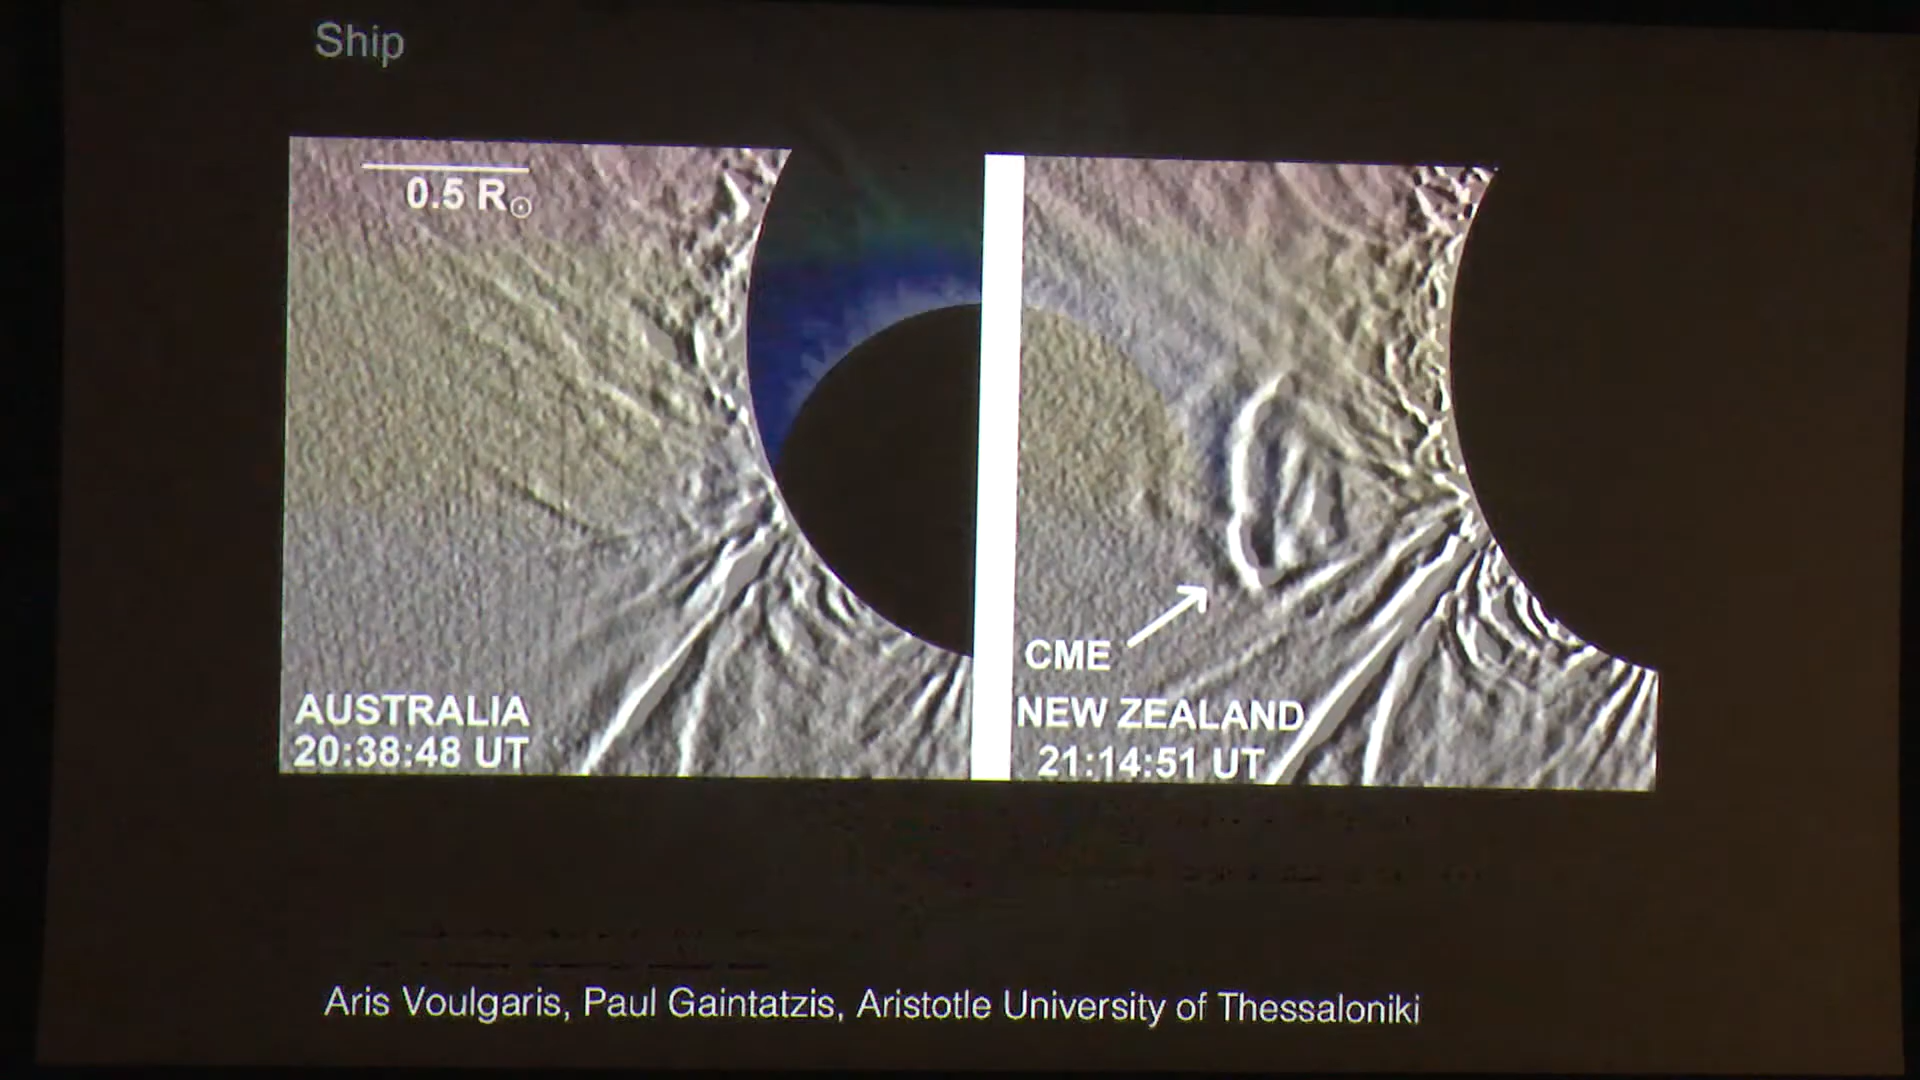 Ship
0.5 R☉
AUSTRALIA
20:38:48 UT
CME
NEW ZEALAND
21:14:51 UT
Aris Voulgaris, Paul Gaintatzis, Aristotle University of Thessaloniki